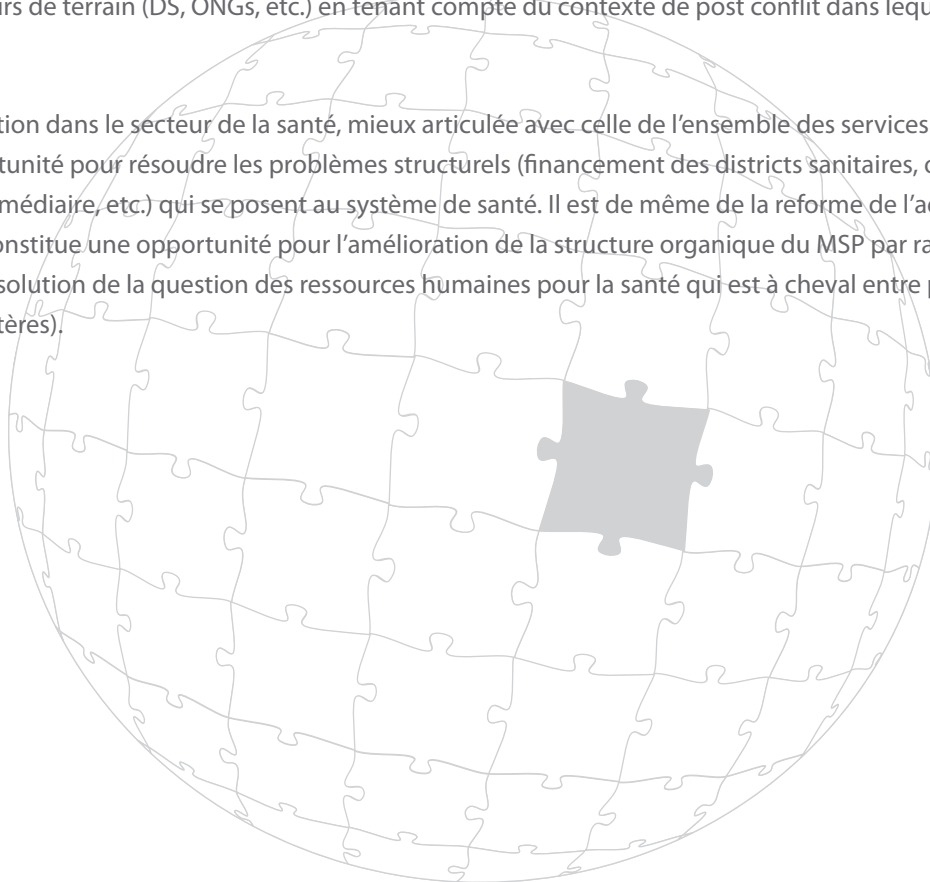 rs de terrain (DS, ONGs, etc.) en tenant compte du contexte de post conflit dans lequ
tion dans le secteur de la santé, mieux articulée avec celle de l’ensemble des services
tunité pour résoudre les problèmes structurels (financement des districts sanitaires,
médiaire, etc.) qui se posent au système de santé. Il est de même de la reforme de l’a
onstitue une opportunité pour l’amélioration de la structure organique du MSP par ra
solution de la question des ressources humaines pour la santé qui est à cheval entre
tères).